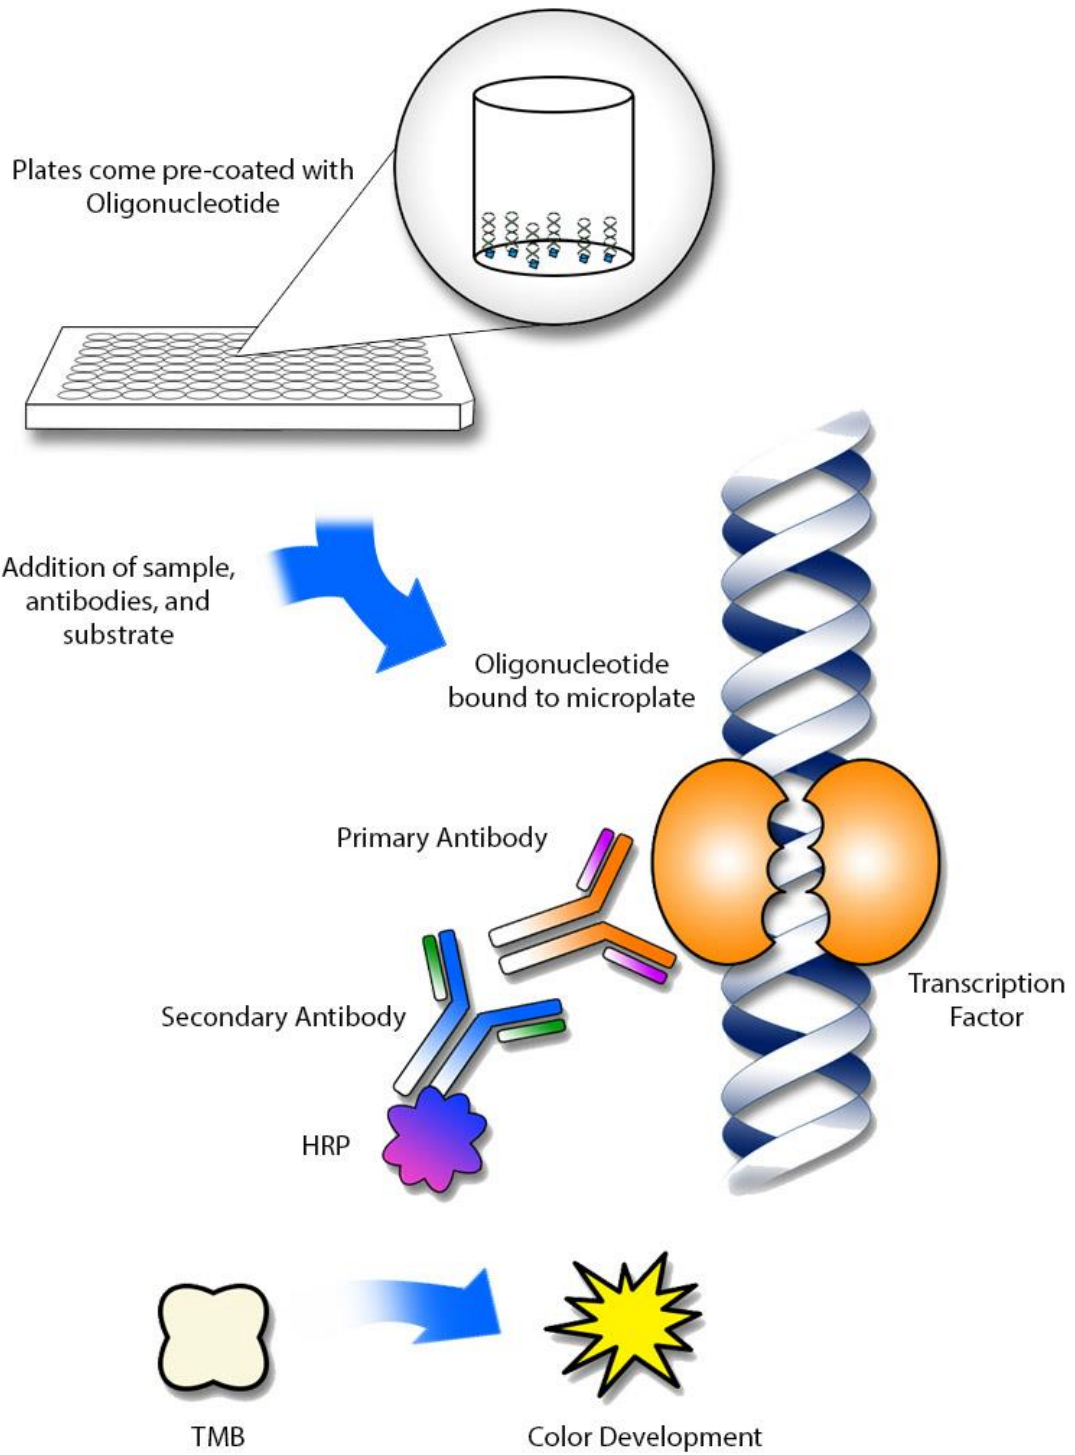 Plates come pre-coated with
Oligonucleotide
Addition of sample,
antibodies, and
substrate
Oligonucleotide
bound to microplate
Primary Antibody
Transcription
Factor
Secondary Antibody
HRP
TMB
Color Development